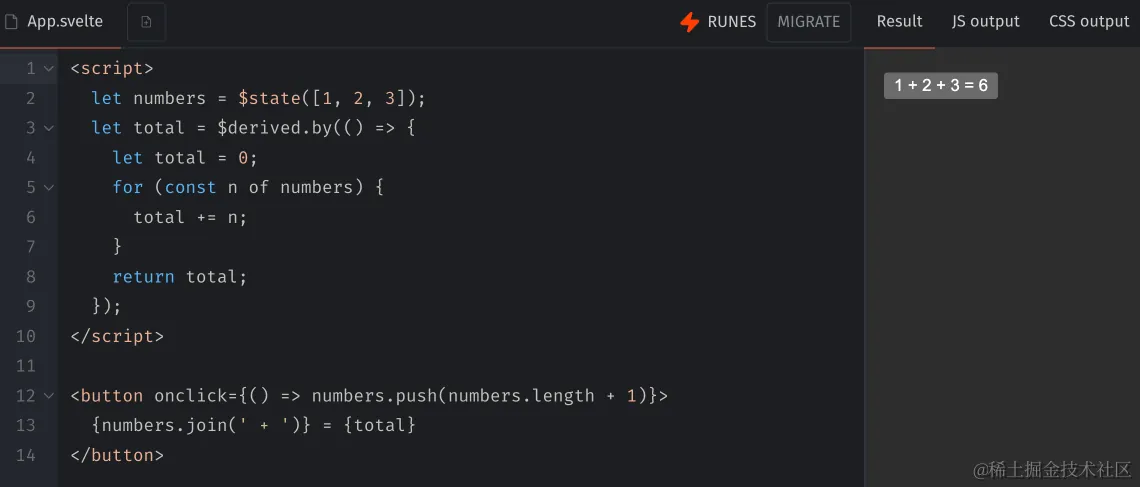 App.svelte
RUNES MIGRATE
Result JS output CSS output
1 <script>
2   let numbers = $state([1, 2, 3]);
3   let total = $derived.by(() => {
4     let total = 0;
5     for (const n of numbers) {
6       total += n;
7     }
8     return total;
9   });
10 </script>
11
12 <button onclick={() => numbers.push(numbers.length + 1)}>
13   {numbers.join(' + ')} = {total}
14 </button>
1 + 2 + 3 = 6
@稀土掘金技术社区